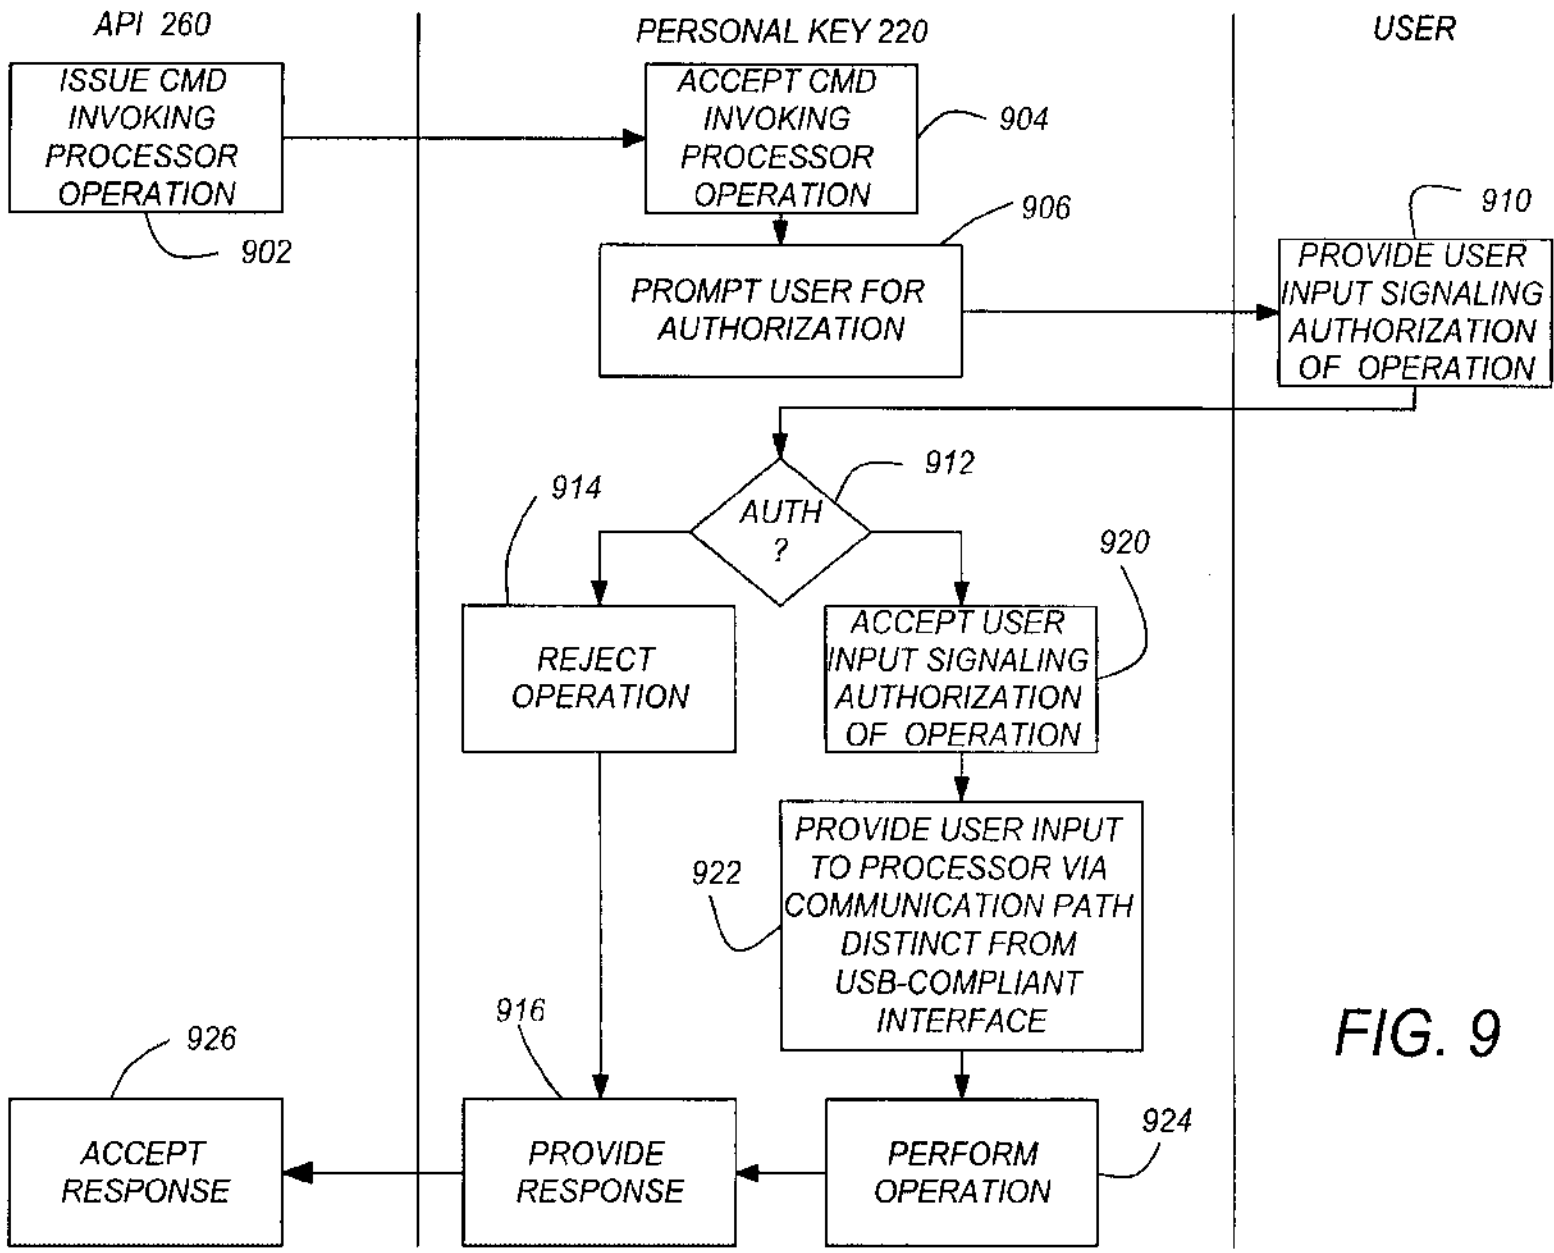 API 260
PERSONAL KEY 220
USER
ISSUE CMD
INVOKING
PROCESSOR
OPERATION
902
ACCEPT CMD
INVOKING
PROCESSOR
OPERATION
904
PROMPT USER FOR
AUTHORIZATION
906
PROVIDE USER
INPUT SIGNALING
AUTHORIZATION
OF OPERATION
910
AUTH
?
912
914
REJECT
OPERATION
920
ACCEPT USER
INPUT SIGNALING
AUTHORIZATION
OF OPERATION
922
PROVIDE USER INPUT
TO PROCESSOR VIA
COMMUNICATION PATH
DISTINCT FROM
USB-COMPLIANT
INTERFACE
FIG. 9
926
ACCEPT
RESPONSE
916
PROVIDE
RESPONSE
PERFORM
OPERATION
924